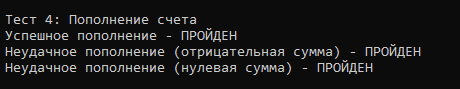 Тест 4: Пополнение счета
Успешное пополнение - ПРОЙДЕН
Неудачное пополнение (отрицательная сумма) - ПРОЙДЕН
Неудачное пополнение (нулевая сумма) - ПРОЙДЕН